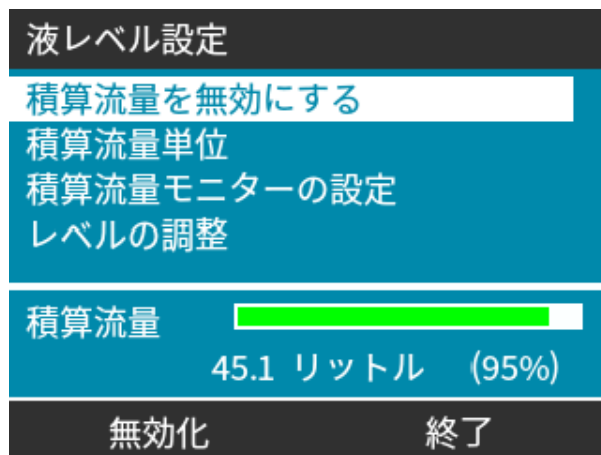 液レベル設定
積算流量を無効にする
積算流量単位
積算流量モニターの設定
レベルの調整
積算流量
45.1 リットル (95%)
無効化 終了